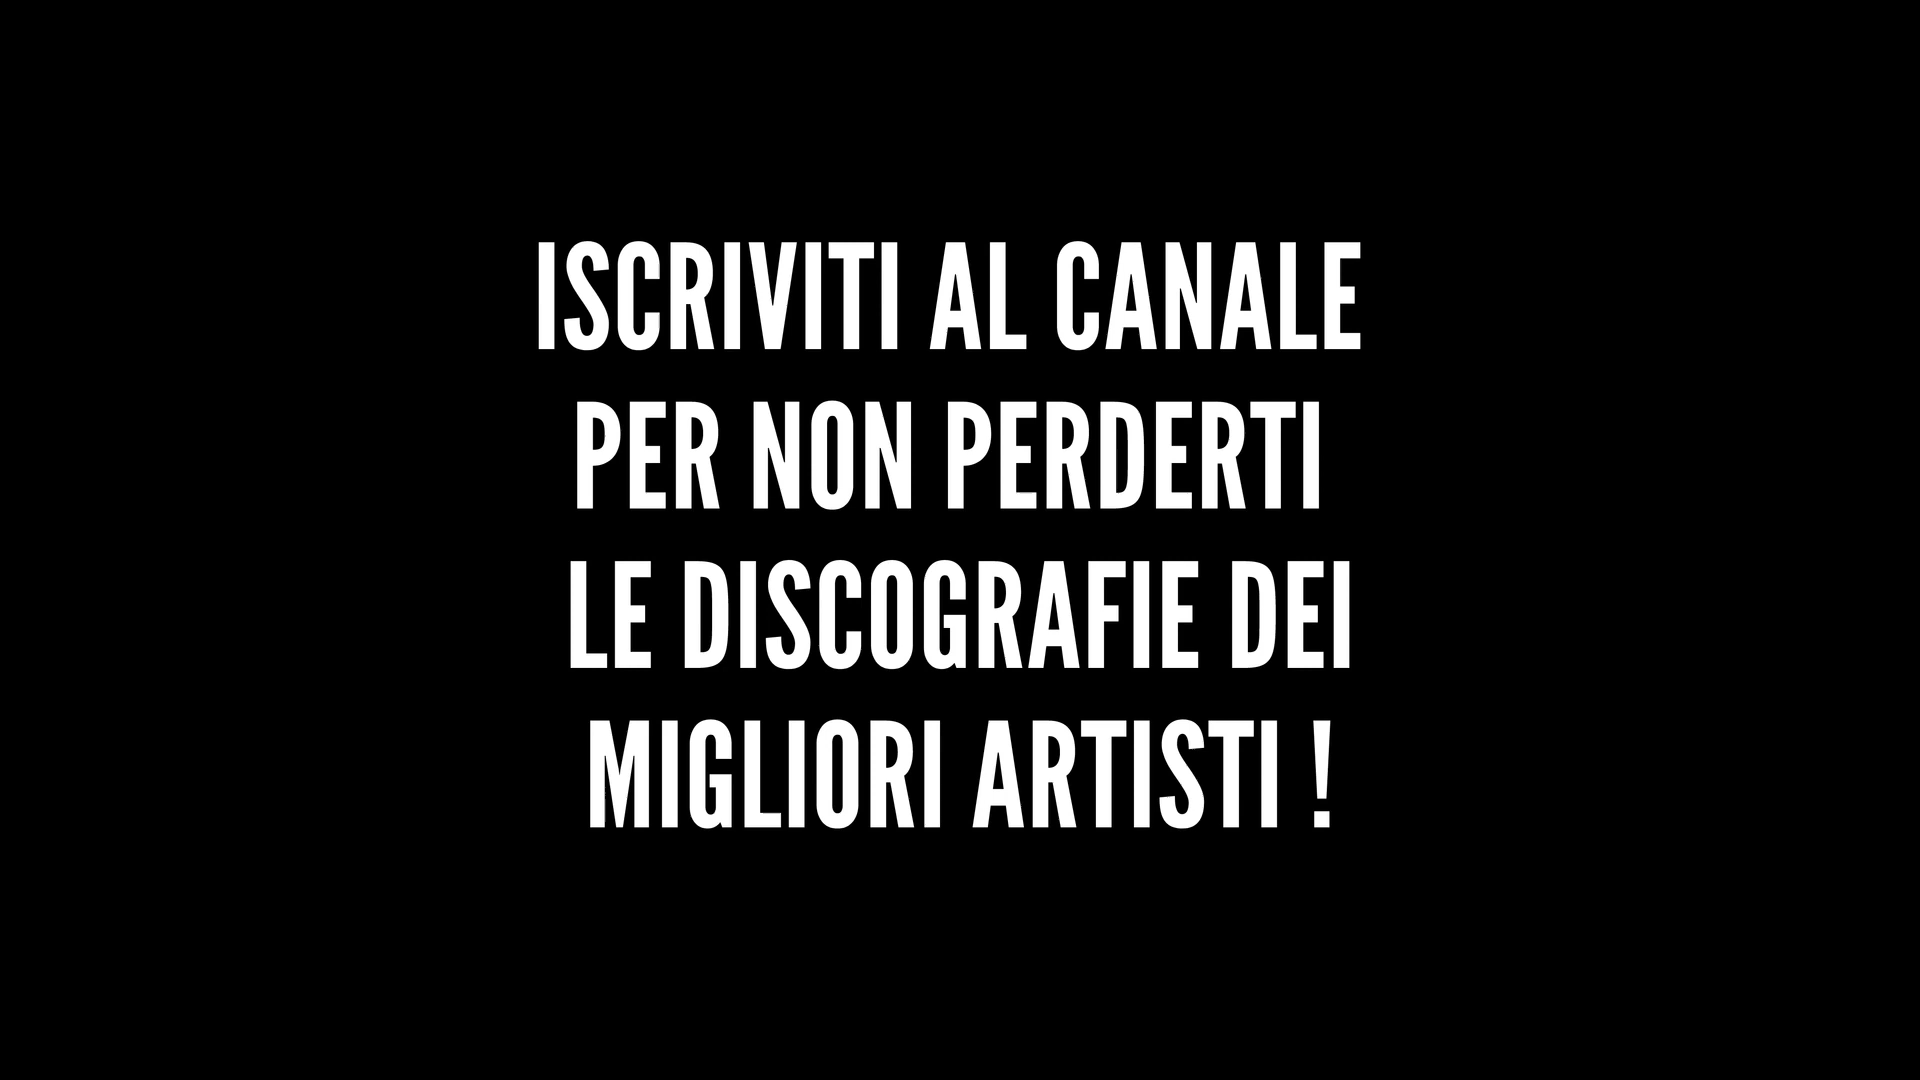 ISCRIVITI AL CANALE
PER NON PERDERTI
LE DISCOGRAFIE DEI
MIGLIORI ARTISTI !